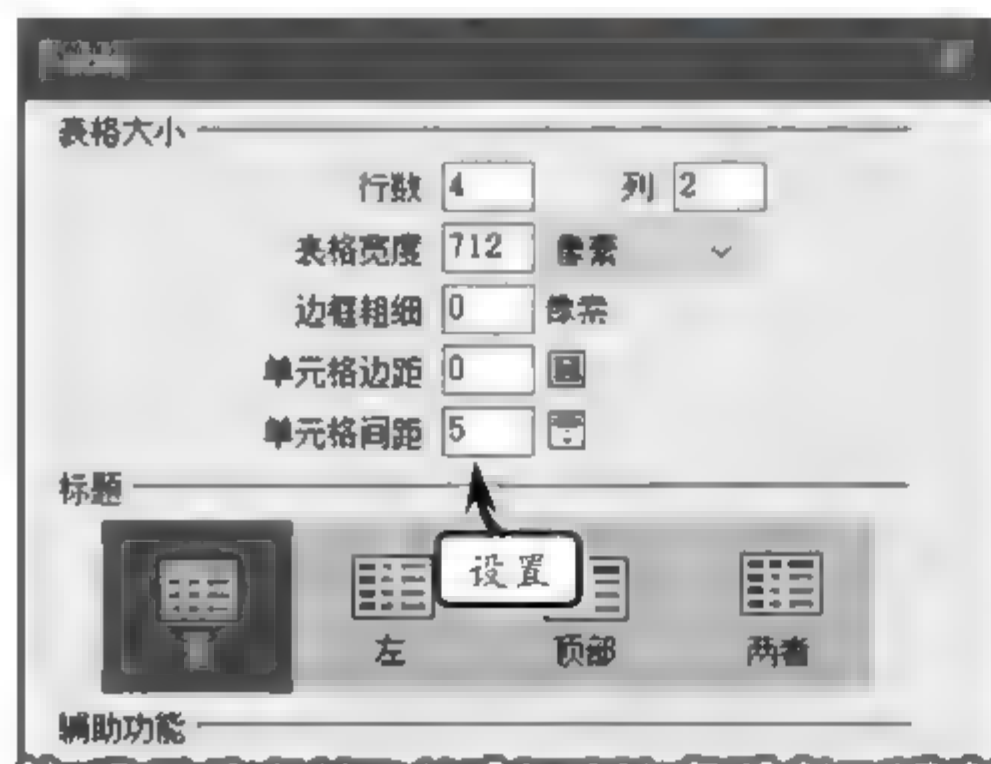 表格大小
行数 4 列 2
表格宽度 712 像素
边框粗细 0 像素
单元格边距 0
单元格间距 5
标题
设置
左 顶部 两者
辅助功能